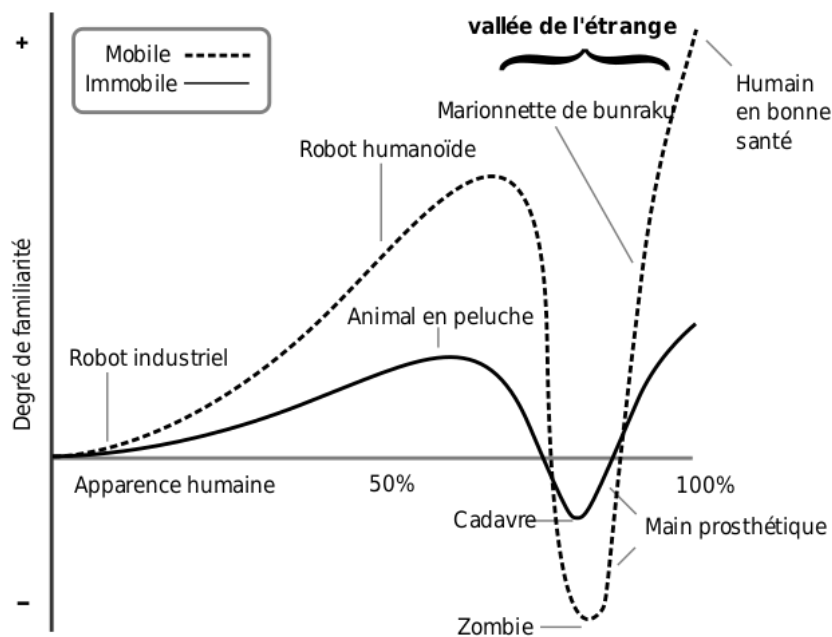 +
vallée de l'étrange
Mobile
Immobile
Humain
en bonne
santé
Marionnette de bunraku
Robot humanoïde
Animal en peluche
Robot industriel
Degré de familiarité
Apparence humaine
50%
100%
Cadavre
Main prosthétique
–
Zombie